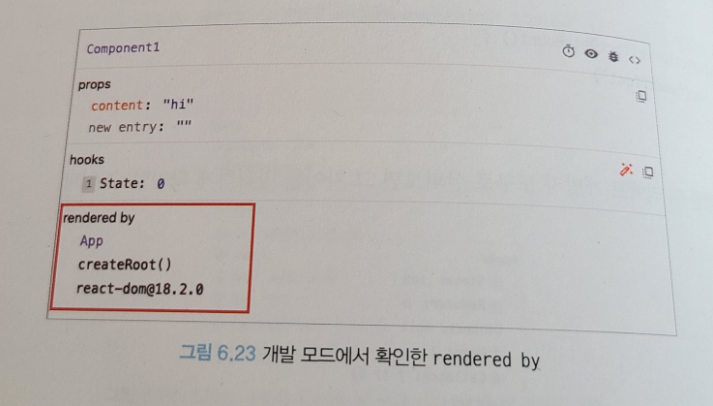 Component1
props
content: "hi"
new entry: ""
hooks
1 State: 0
rendered by
App
createRoot()
react-dom@18.2.0
그림 6.23 개발 모드에서 확인한 rendered by